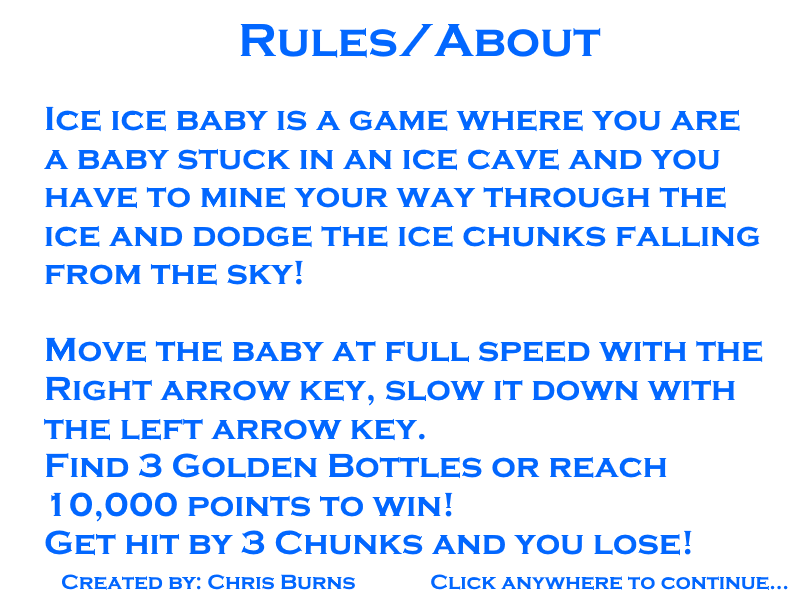 Rules/About
Ice ice baby is a game where you are
a baby stuck in an ice cave and you
have to mine your way through the
ice and dodge the ice chunks falling
from the sky!
Move the baby at full speed with the
Right arrow key, slow it down with
the left arrow key.
Find 3 Golden Bottles or reach
10,000 points to win!
Get hit by 3 Chunks and you lose!
Created by: Chris Burns
Click anywhere to continue...